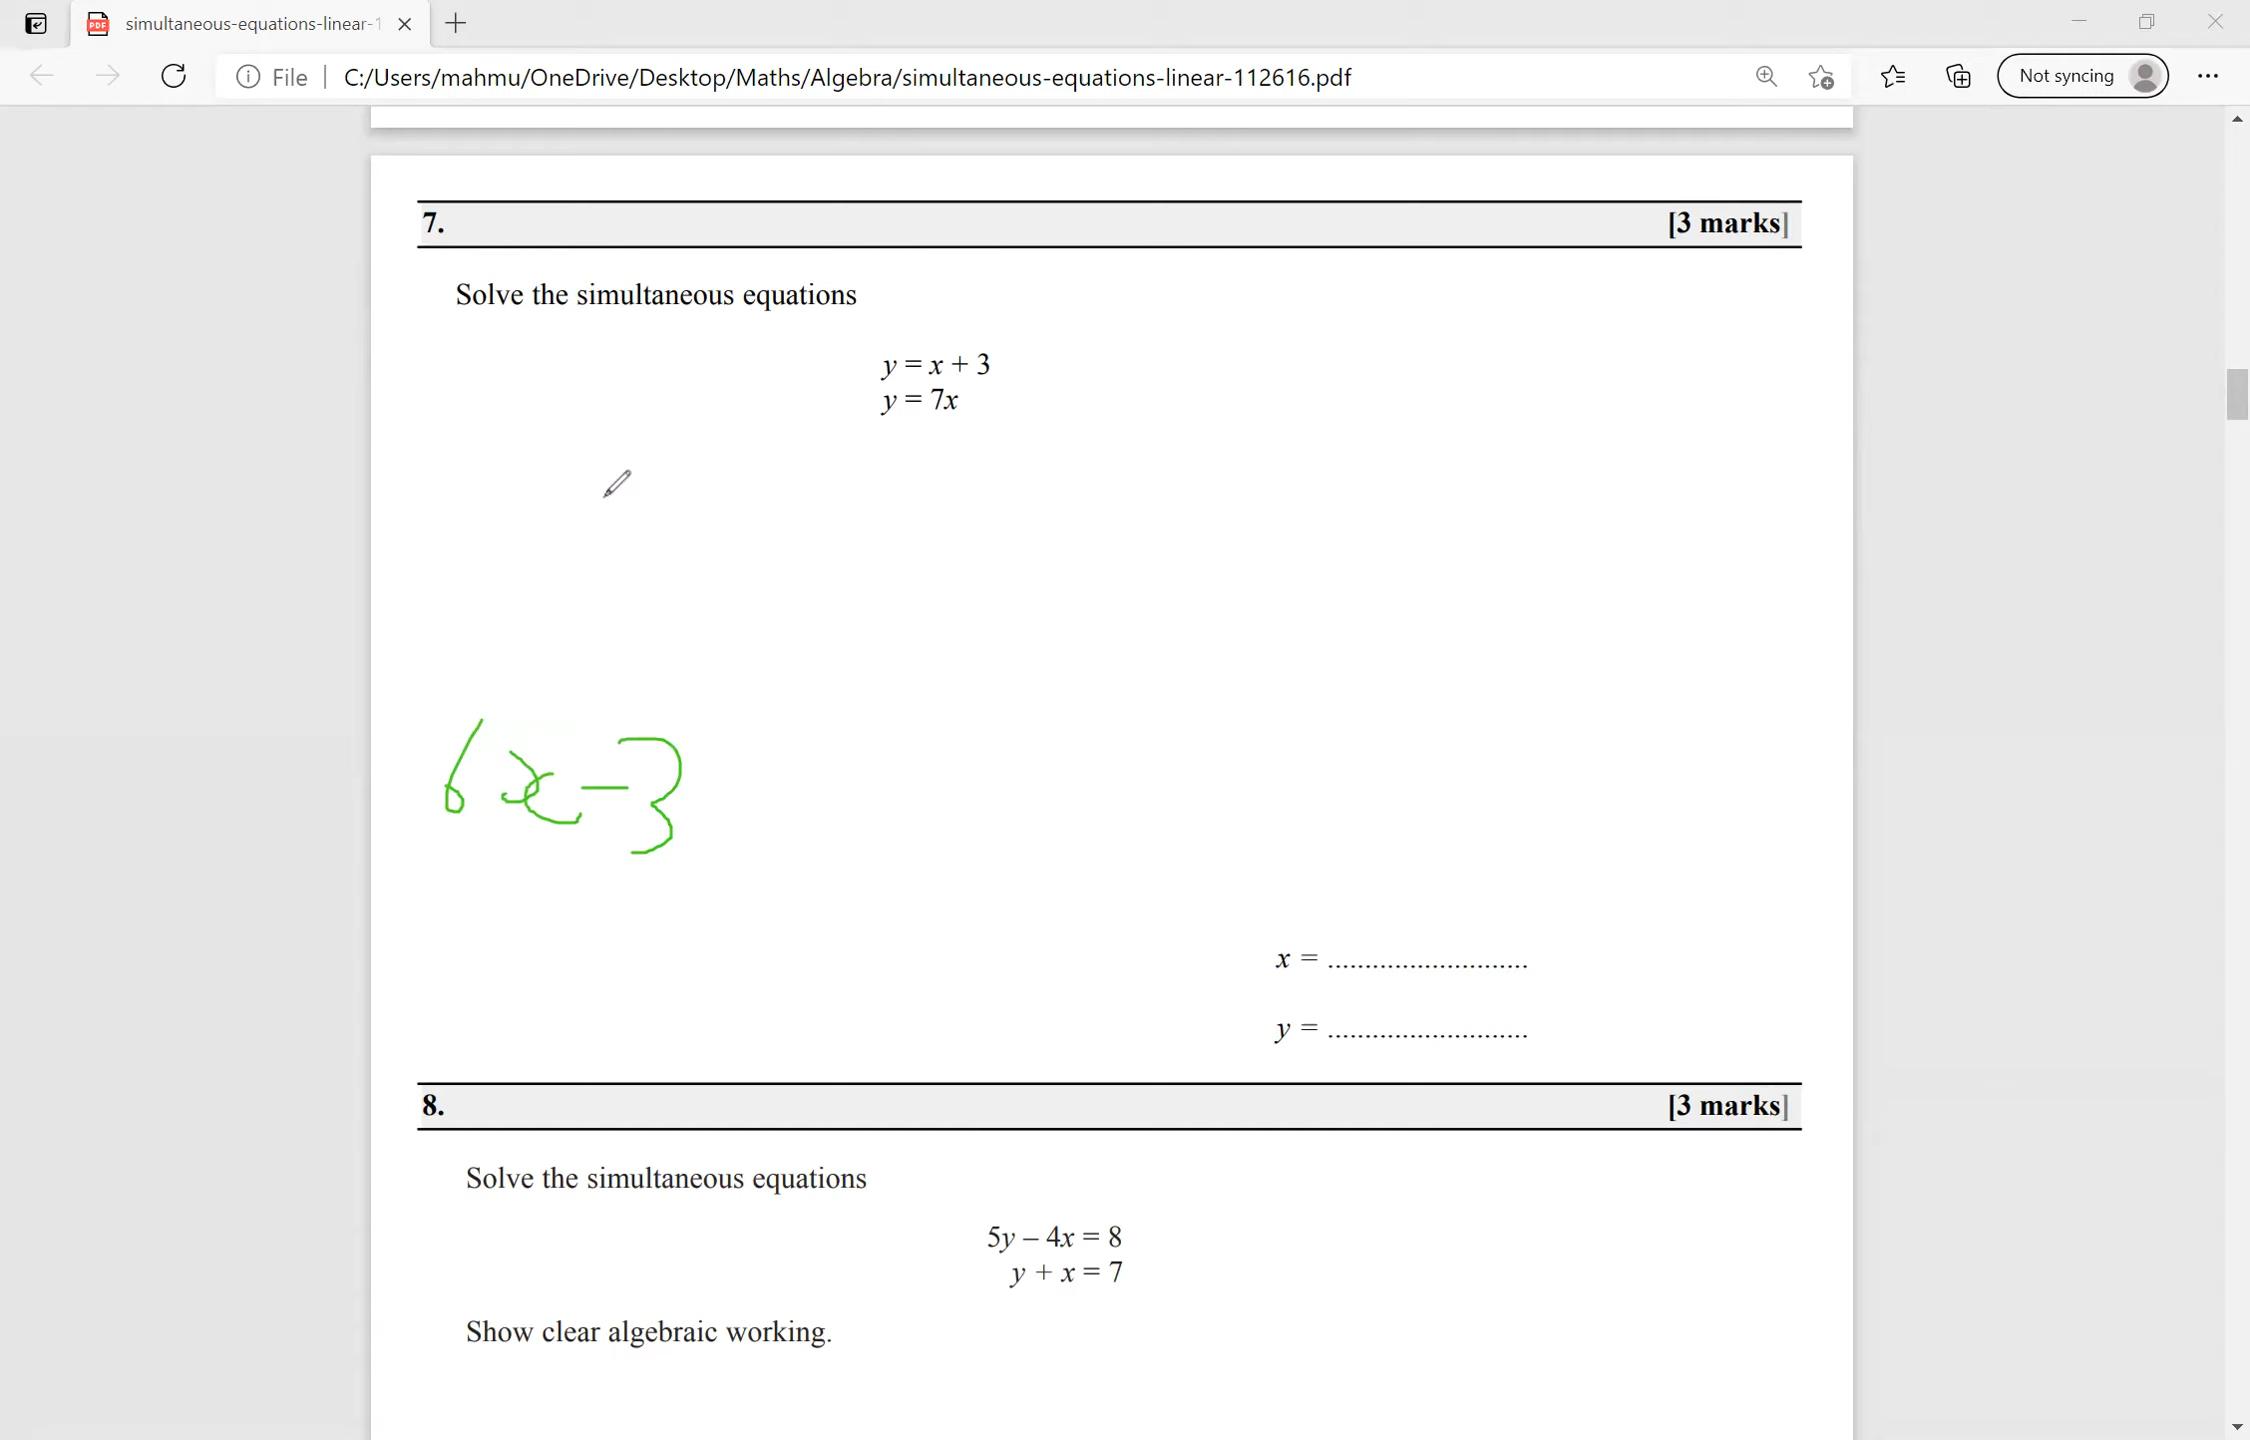 simultaneous-equations-linear-1
File
C:/Users/mahmu/OneDrive/Desktop/Maths/Algebra/simultaneous-equations-linear-112616.pdf
Not syncing
7. [3 marks]
Solve the simultaneous equations
y = x + 3
y = 7x
6x-3
x = ...........................
y = ...........................
8. [3 marks]
Solve the simultaneous equations
5y – 4x = 8
y + x = 7
Show clear algebraic working.